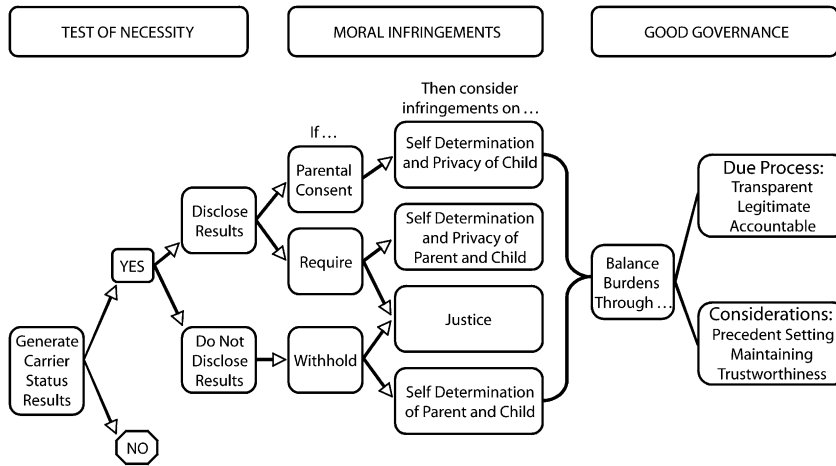 TEST OF NECESSITY
MORAL INFRINGEMENTS
GOOD GOVERNANCE
Then consider
infringements on ...
If ...
Generate
Carrier
Status
Results
YES
NO
Disclose
Results
Do Not
Disclose
Results
Parental
Consent
Require
Withhold
Self Determination
and Privacy of Child
Self Determination
and Privacy of
Parent and Child
Justice
Self Determination
of Parent and Child
Balance
Burdens
Through ...
Due Process:
Transparent
Legitimate
Accountable
Considerations:
Precedent Setting
Maintaining
Trustworthiness